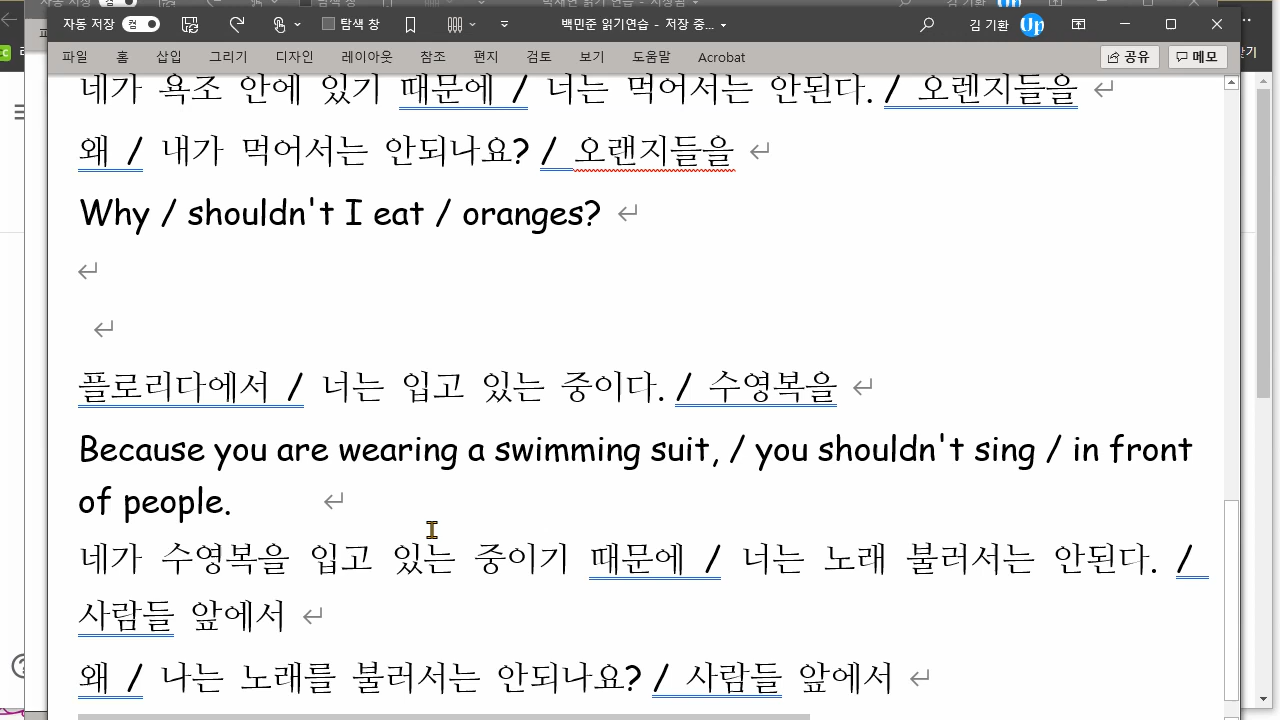 자동 저장 컴 탐색 창 백민준 읽기연습 - 저장 중... 김 기환 Up
파일 홈 삽입 그리기 디자인 레이아웃 참조 편지 검토 보기 도움말 Acrobat 공유 메모
네가 욕조 안에 있기 때문에 / 너는 먹어서는 안된다. / 오렌지들을
왜 / 내가 먹어서는 안되나요? / 오랜지들을
Why / shouldn't I eat / oranges?
플로리다에서 / 너는 입고 있는 중이다. / 수영복을
Because you are wearing a swimming suit, / you shouldn't sing / in front
of people.
네가 수영복을 입고 있는 중이기 때문에 / 너는 노래 불러서는 안된다. /
사람들 앞에서
왜 / 나는 노래를 불러서는 안되나요? / 사람들 앞에서